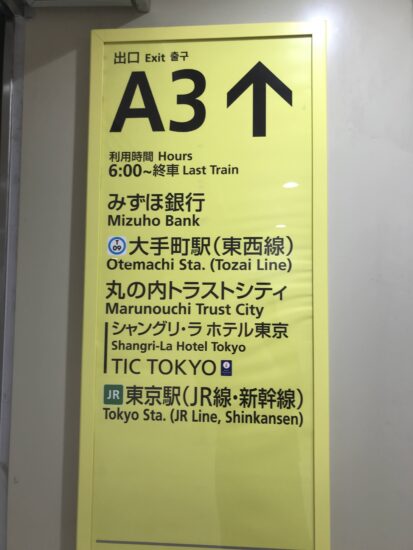 出口 Exit 출구
A3 ↑
利用時間 Hours
6:00~終車 Last Train
みずほ銀行
Mizuho Bank
T 09 大手町駅(東西線)
Otemachi Sta. (Tozai Line)
丸の内トラストシティ
Marunouchi Trust City
シャングリ・ラ ホテル東京
Shangri-La Hotel Tokyo
TIC TOKYO i
JR 東京駅(JR線・新幹線)
Tokyo Sta. (JR Line, Shinkansen)